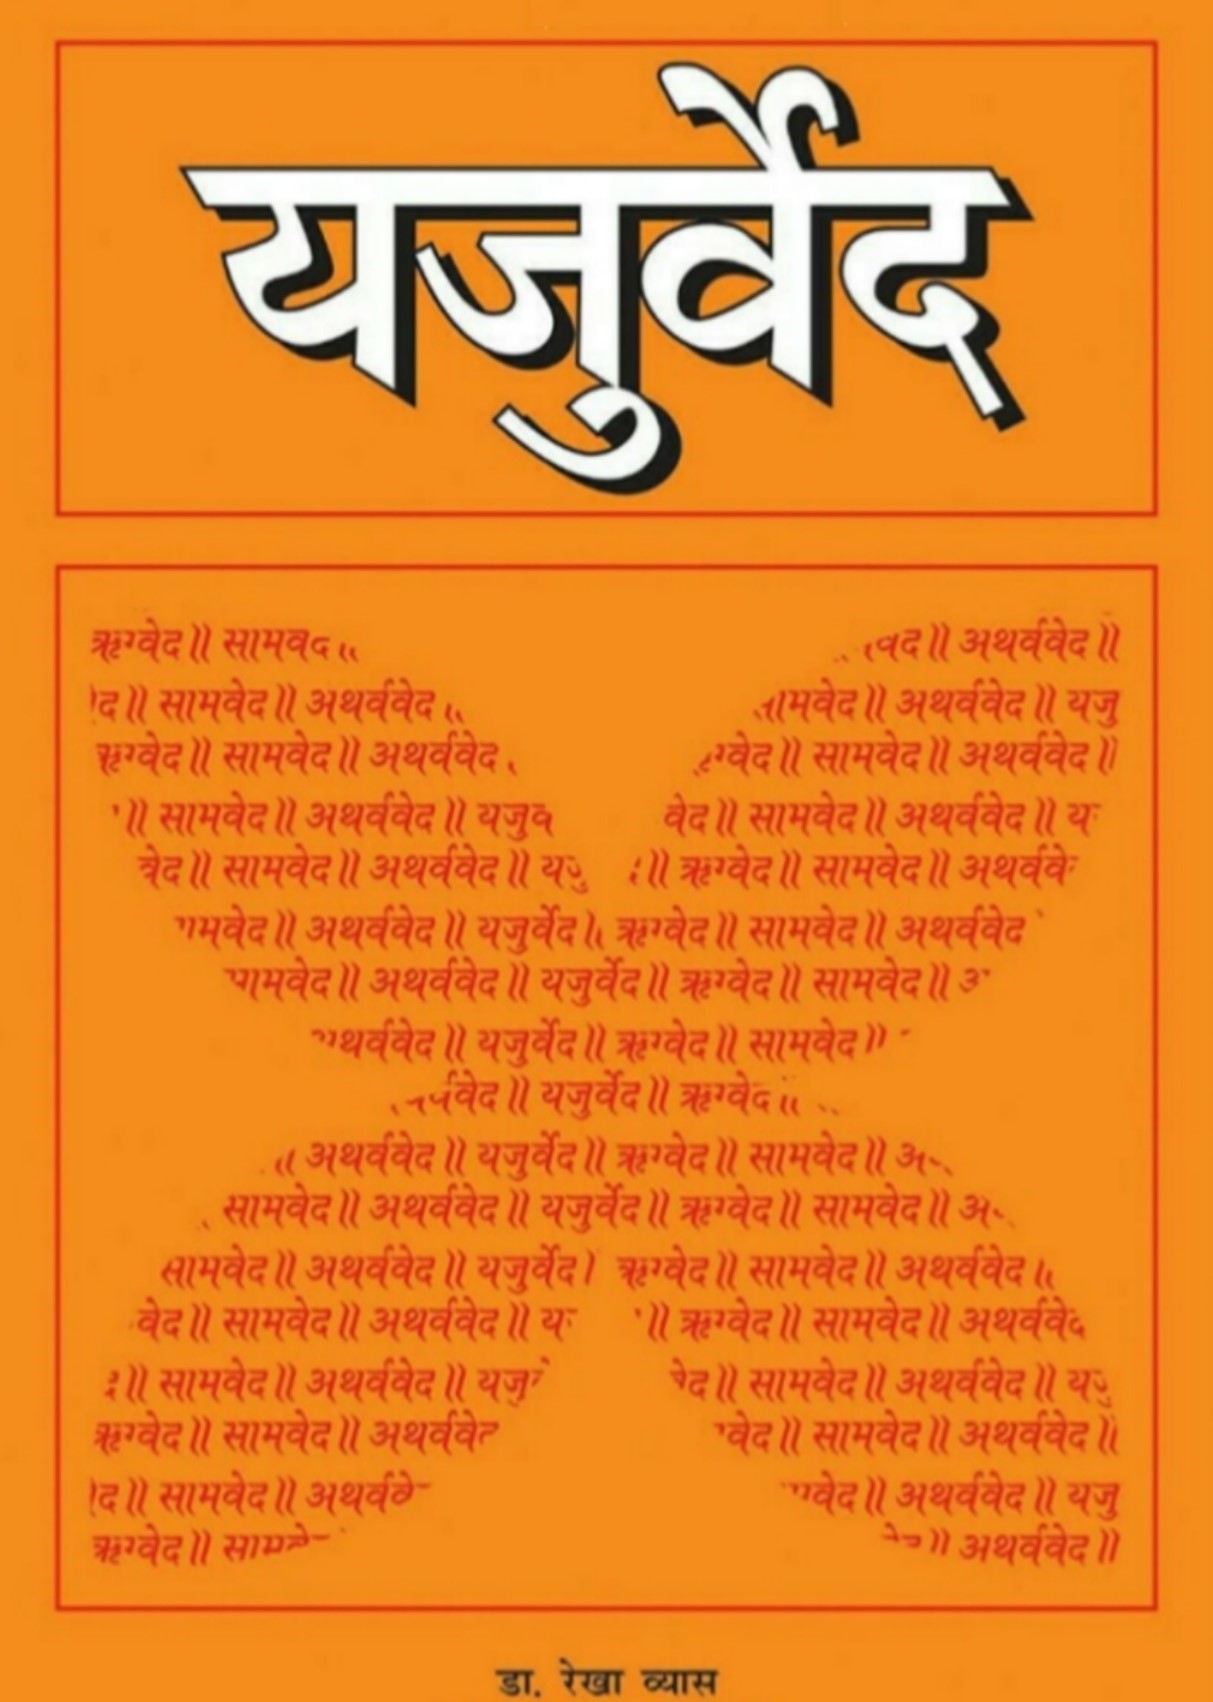 यजुर्वेद
ऋग्वेद॥ ॥ अथर्ववेद॥
॥ सामवेद॥ अथर्ववेद ॥ अथर्ववेद॥
ऋग्वेद॥ सामवेद॥ अथर्ववेद ॥ सामवेद॥ अथर्ववेद॥
॥ सामवेद॥ अथर्ववेद॥ ॥ सामवेद॥ अथर्ववेद॥
॥ सामवेद॥ अथर्ववेद॥ ॥ ऋग्वेद॥ सामवेद॥
॥ अथर्ववेद॥ यजुर्वेद॥ ऋग्वेद॥ सामवेद॥ अथर्ववेद
॥ अथर्ववेद॥ यजुर्वेद॥ ऋग्वेद॥ सामवेद॥
॥ यजुर्वेद॥ ऋग्वेद॥ सामवेद॥
॥ यजुर्वेद॥ ऋग्वेद॥
॥ अथर्ववेद॥ यजुर्वेद॥ ऋग्वेद॥ सामवेद॥
सामवेद॥ अथर्ववेद॥ यजुर्वेद॥ ऋग्वेद॥ सामवेद॥
सामवेद॥ अथर्ववेद॥ यजुर्वेद। ऋग्वेद॥ सामवेद॥ अथर्ववेद॥
वेद॥ सामवेद॥ अथर्ववेद॥ ॥ ऋग्वेद॥ सामवेद॥ अथर्ववेद
॥ सामवेद॥ अथर्ववेद॥ ॥ सामवेद॥ अथर्ववेद॥
ऋग्वेद॥ सामवेद॥ ॥ सामवेद॥ अथर्ववेद॥
॥ सामवेद॥ ॥ अथर्ववेद॥
ऋग्वेद॥ ॥ अथर्ववेद॥
डा. रेखा व्यास